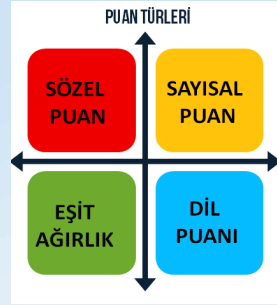 PUAN TÜRLERİ
SÖZEL
PUAN
SAYISAL
PUAN
EŞİT
AĞIRLIK
DİL
PUANI